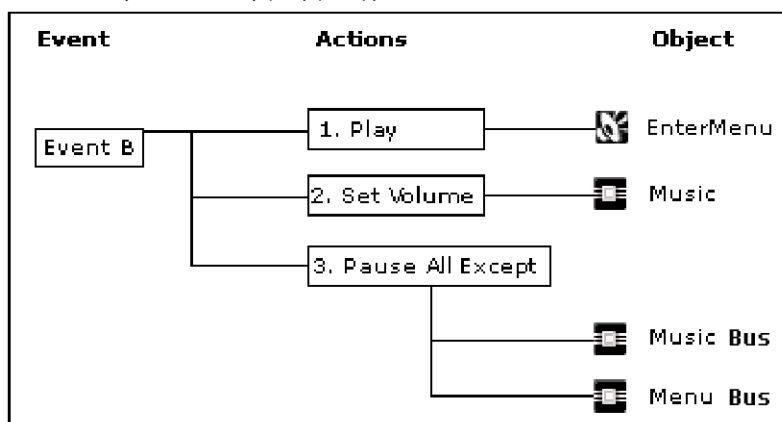 Event Actions Object
Event B
1. Play EnterMenu
2. Set Volume Music
3. Pause All Except
Music Bus
Menu Bus